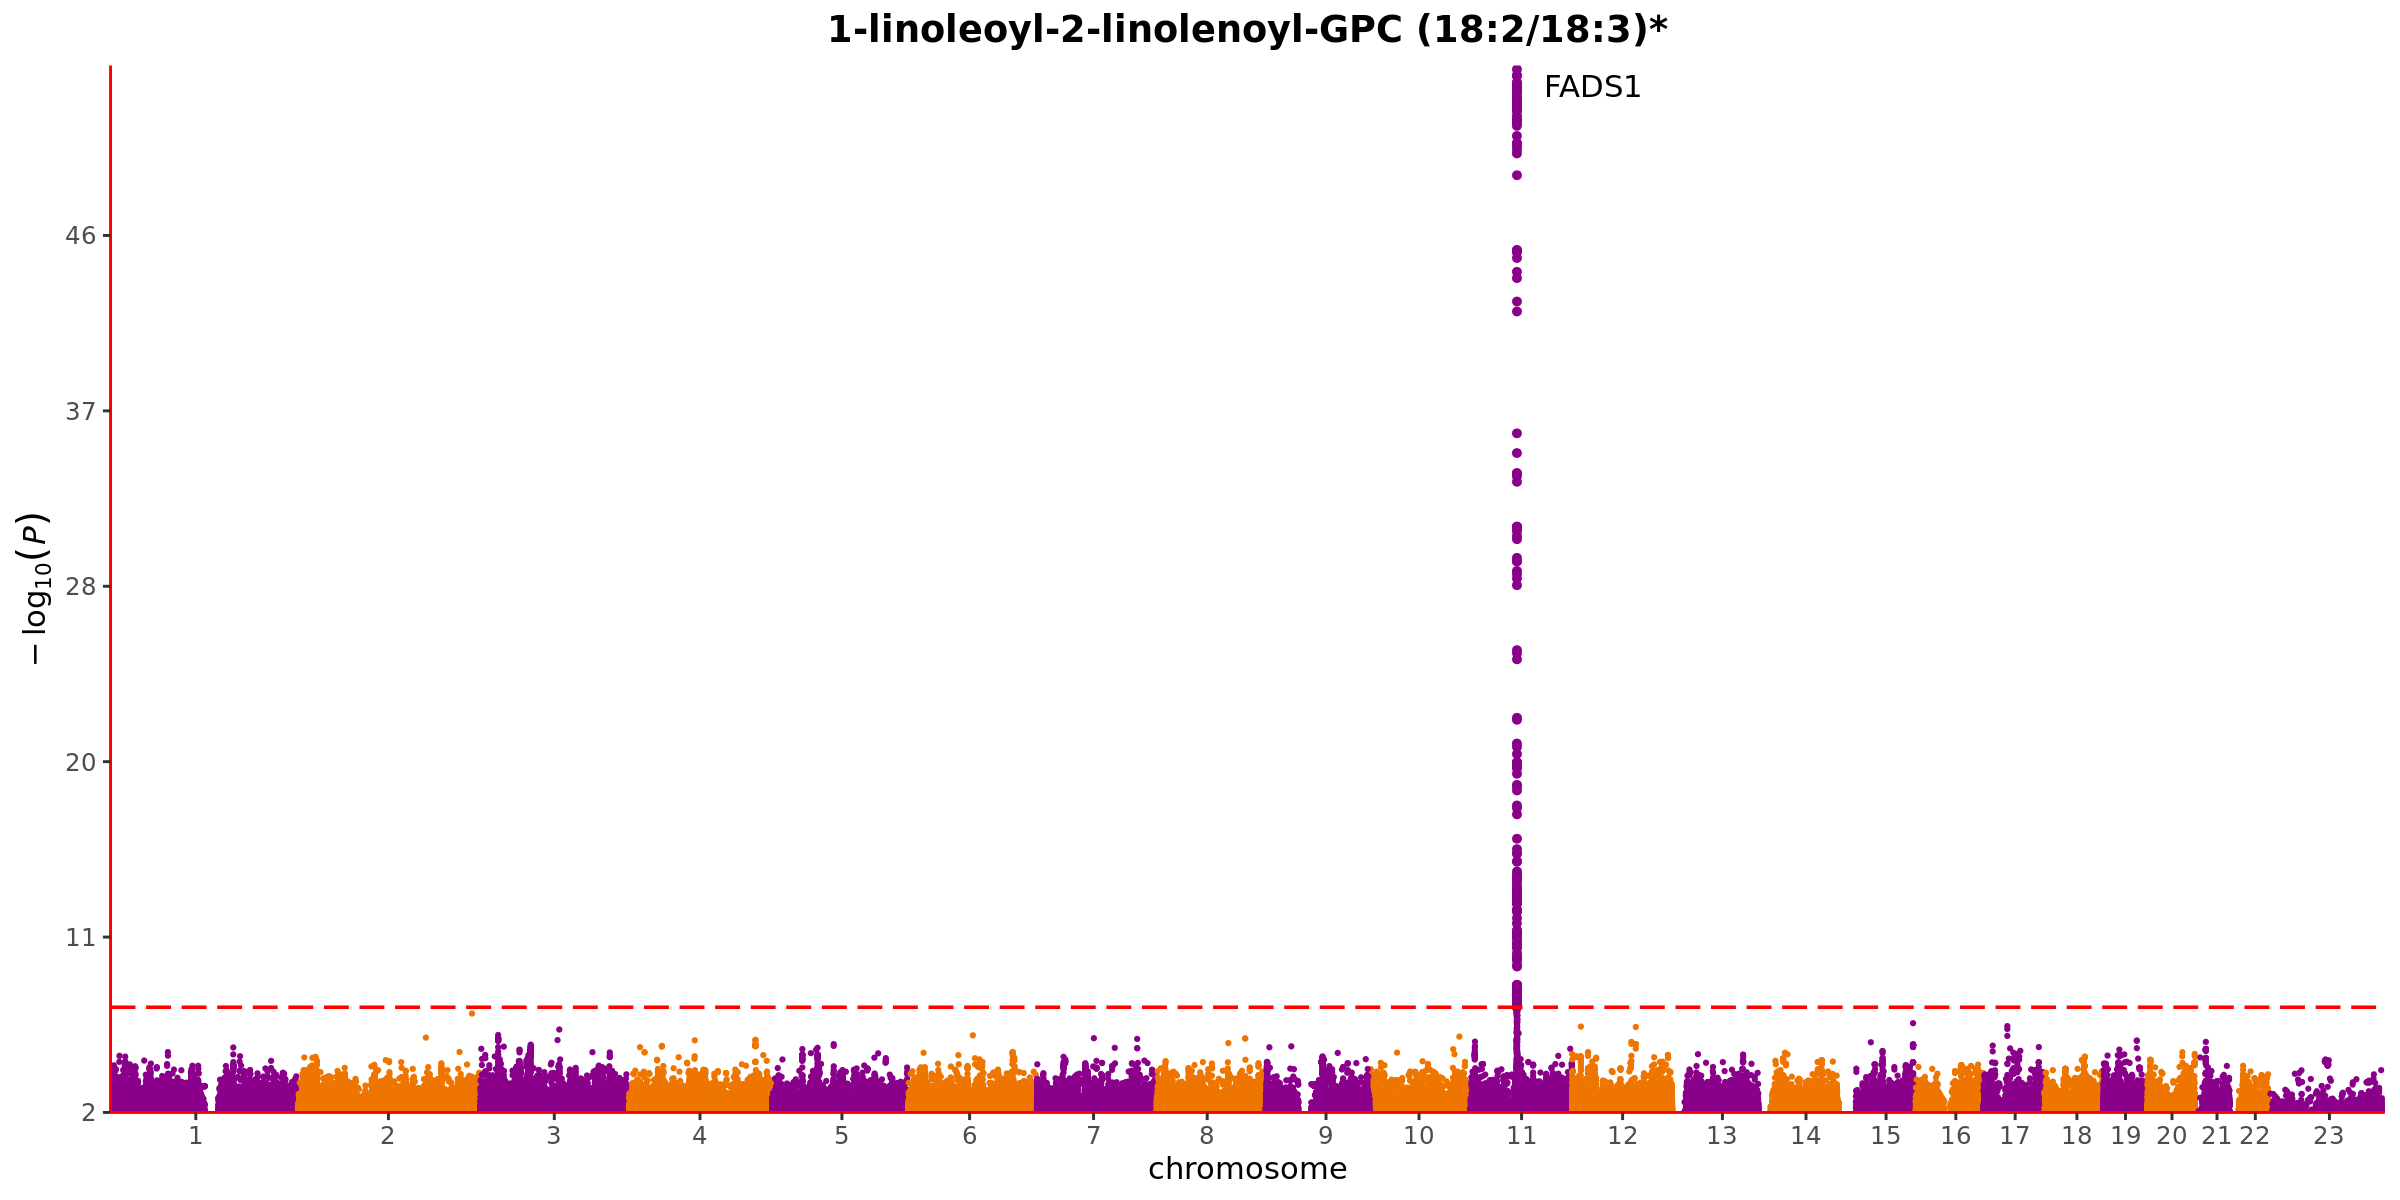 1-linoleoyl-2-linolenoyl-GPC (18:2/18:3)*
FADS1
− log10(P)
46
37
28
20
11
2
1 2 3 4 5 6 7 8 9 10 11 12 13 14 15 16 17 18 19 20 21 22 23
chromosome